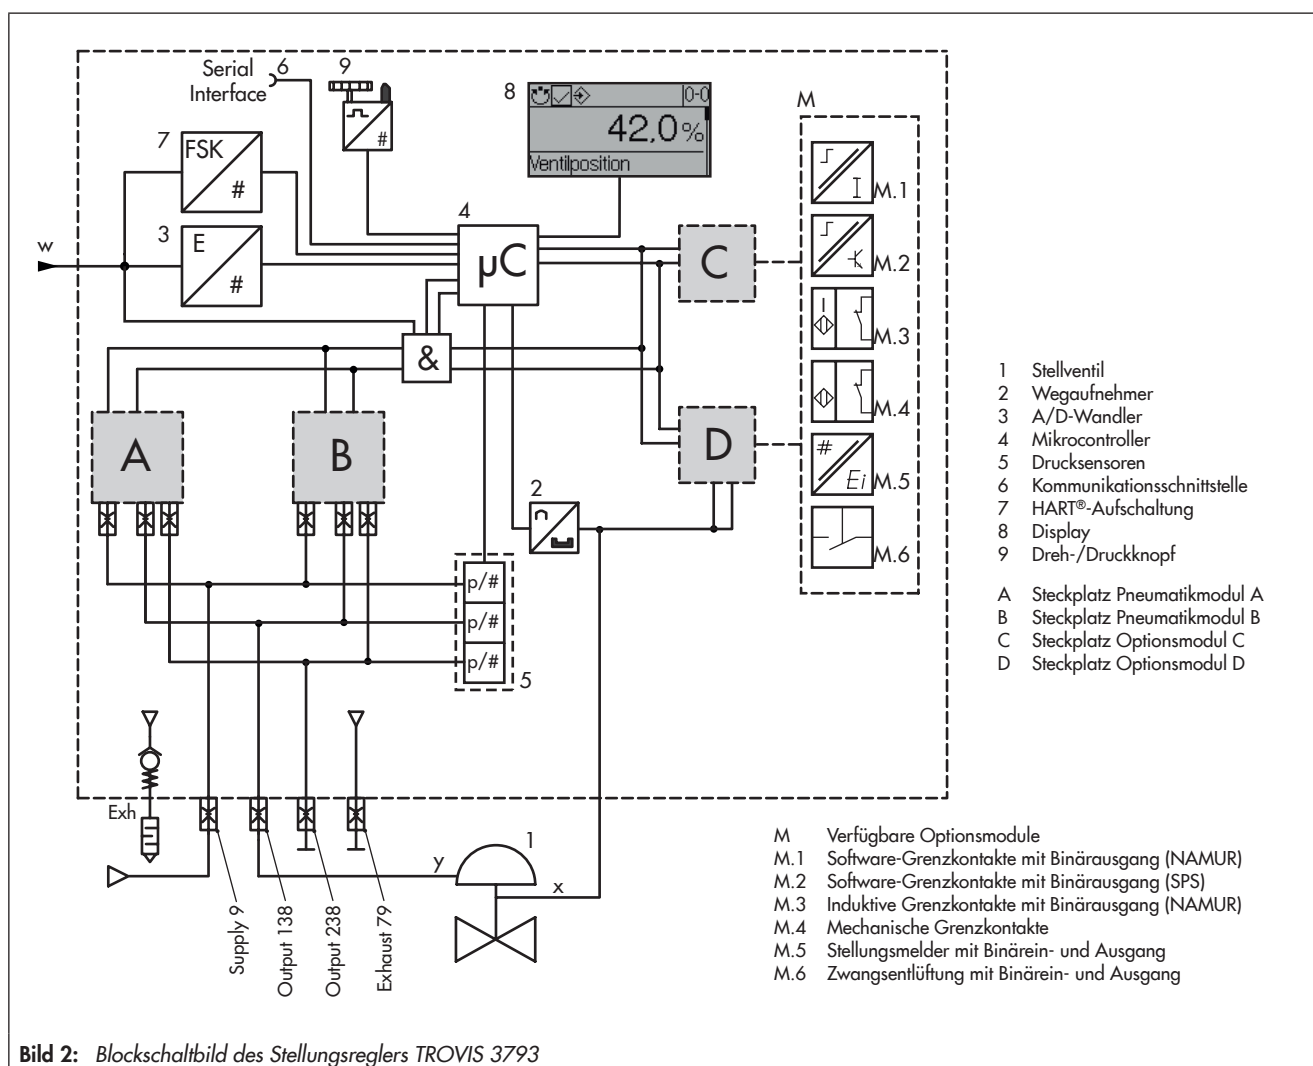 Serial
Interface
6
9
8
0-0
42,0%
Ventilposition
M
7
FSK
#
#
4
3
E
#
w
µC
C
M.1
M.2
M.3
M.4
#
Ei
M.5
M.6
&
A
B
D
2
p/#
p/#
p/#
5
Exh
y
x
1
Supply 9
Output 138
Output 238
Exhaust 79
1 Stellventil
2 Wegaufnehmer
3 A/D-Wandler
4 Mikrocontroller
5 Drucksensoren
6 Kommunikationsschnittstelle
7 HART®-Aufschaltung
8 Display
9 Dreh-/Druckknopf
A Steckplatz Pneumatikmodul A
B Steckplatz Pneumatikmodul B
C Steckplatz Optionsmodul C
D Steckplatz Optionsmodul D
M Verfügbare Optionsmodule
M.1 Software-Grenzkontakte mit Binärausgang (NAMUR)
M.2 Software-Grenzkontakte mit Binärausgang (SPS)
M.3 Induktive Grenzkontakte mit Binärausgang (NAMUR)
M.4 Mechanische Grenzkontakte
M.5 Stellungsmelder mit Binärein- und Ausgang
M.6 Zwangsentlüftung mit Binärein- und Ausgang
Bild 2: Blockschaltbild des Stellungsreglers TROVIS 3793